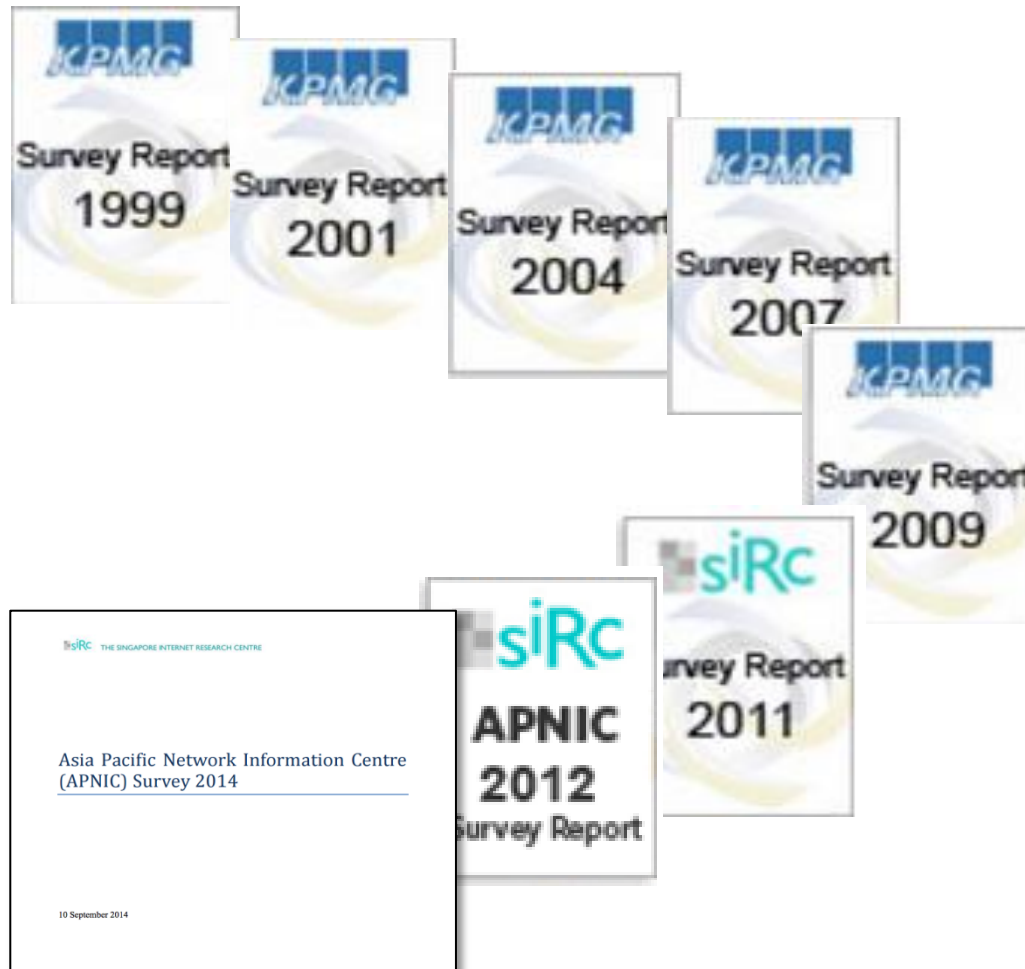 KPMG
Survey Report
1999
KPMG
Survey Report
2001
KPMG
Survey Report
2004
KPMG
Survey Report
2007
KPMG
Survey Report
2009
siRc
urvey Report
2011
siRc
APNIC
2012
Survey Report
siRC THE SINGAPORE INTERNET RESEARCH CENTRE
Asia Pacific Network Information Centre
(APNIC) Survey 2014
10 September 2014